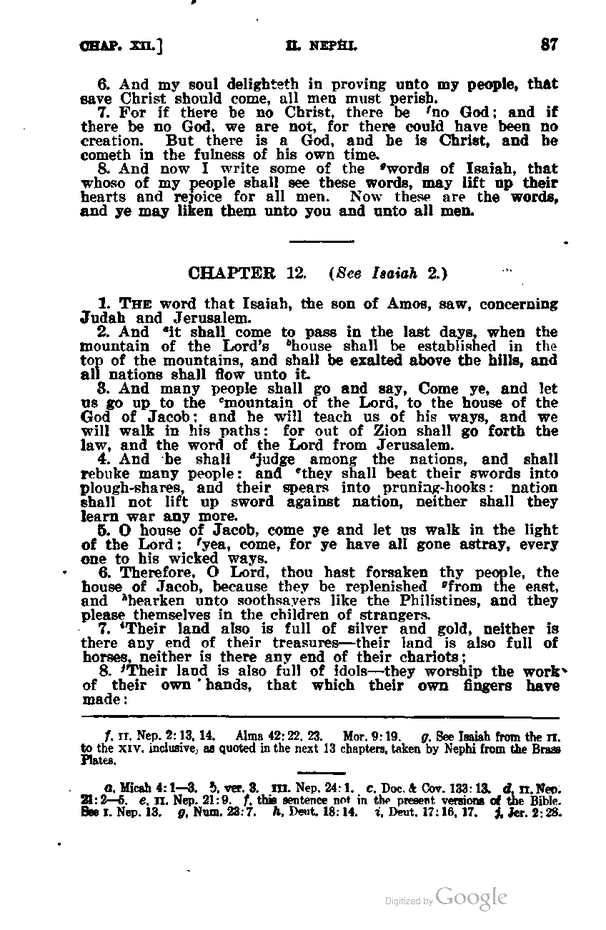 CHAP. XII.] II. NEPHI. 87
6. And my soul delighteth in proving unto my people, that
save Christ should come, all men must perish.
7. For if there be no Christ, there be fno God; and if
there be no God, we are not, for there could have been no
creation. But there is a God, and he is Christ, and he
cometh in the fulness of his own time.
8. And now I write some of the gwords of Isaiah, that
whoso of my people shall see these words, may lift up their
hearts and rejoice for all men. Now these are the words,
and ye may liken them unto you and unto all men.
CHAPTER 12. (See Isaiah 2.)
1. THE word that Isaiah, the son of Amos, saw, concerning
Judah and Jerusalem.
2. And ait shall come to pass in the last days, when the
mountain of the Lord's bhouse shall be established in the
top of the mountains, and shall be exalted above the hills, and
all nations shall flow unto it.
3. And many people shall go and say, Come ye, and let
us go up to the cmountain of the Lord, to the house of the
God of Jacob; and he will teach us of his ways, and we
will walk in his paths: for out of Zion shall go forth the
law, and the word of the Lord from Jerusalem.
4. And he shall djudge among the nations, and shall
rebuke many people: and ethey shall beat their swords into
plough-shares, and their spears into pruning-hooks: nation
shall not lift up sword against nation, neither shall they
learn war any more.
5. O house of Jacob, come ye and let us walk in the light
of the Lord; fyea, come, for ye have all gone astray, every
one to his wicked ways.
6. Therefore, O Lord, thou hast forsaken thy people, the
house of Jacob, because they be replenished gfrom the east,
and hhearken unto soothsayers like the Philistines, and they
please themselves in the children of strangers.
7. iTheir land also is full of silver and gold, neither is
there any end of their treasures—their land is also full of
horses, neither is there any end of their chariots;
8. jTheir land is also full of idols—they worship the work
of their own hands, that which their own fingers have
made:
f, II. Nep. 2:13, 14. Alma 42:22, 23. Mor. 9:19. g, See Isaiah from the II.
to the XIV. inclusive, as quoted in the next 13 chapters, taken by Nephi from the Brass
Plates.
a, Micah 4:1—3. b, ver. 3. III. Nep. 24:1. c, Doc. & Cov. 133:13. d, II. Nep.
21:2—5. e, II. Nep. 21:9. f, this sentence not in the present versions of the Bible.
See I. Nep. 13. g, Num. 23:7. h, Deut. 18:14. i, Deut. 17:16, 17. j, Jer. 2:28.
Digitized by Google